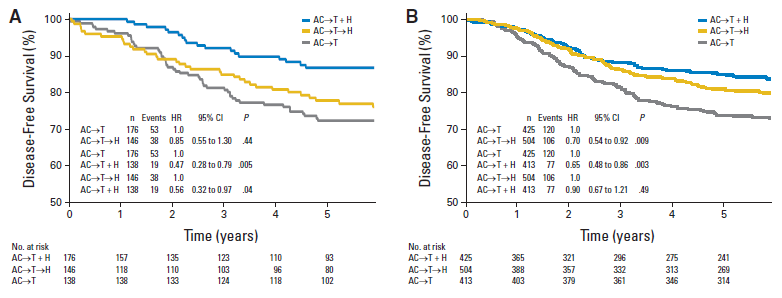 A
Disease-Free Survival (%)
100
90
80
70
60
50
AC→T + H
AC→T→H
AC→T
n Events HR 95% CI P
AC→T 176 53 1.0
AC→T→H 146 38 0.85 0.55 to 1.30 .44
AC→T 176 53 1.0
AC→T + H 138 19 0.47 0.28 to 0.79 .005
AC→T→H 146 38 1.0
AC→T + H 138 19 0.56 0.32 to 0.97 .04
0 1 2 3 4 5
Time (years)
No. at risk
AC→T + H 176 157 135 123 110 93
AC→T→H 146 118 110 103 96 80
AC→T 138 138 133 124 118 102
B
Disease-Free Survival (%)
100
90
80
70
60
50
AC→T + H
AC→T→H
AC→T
n Events HR 95% CI P
AC→T 425 120 1.0
AC→T→H 504 106 0.70 0.54 to 0.92 .009
AC→T 425 120 1.0
AC→T + H 413 77 0.65 0.48 to 0.86 .003
AC→T→H 504 106 1.0
AC→T + H 413 77 0.90 0.67 to 1.21 .49
0 1 2 3 4 5
Time (years)
No. at risk
AC→T + H 425 365 321 296 275 241
AC→T→H 504 388 357 332 313 269
AC→T 413 403 379 361 346 314